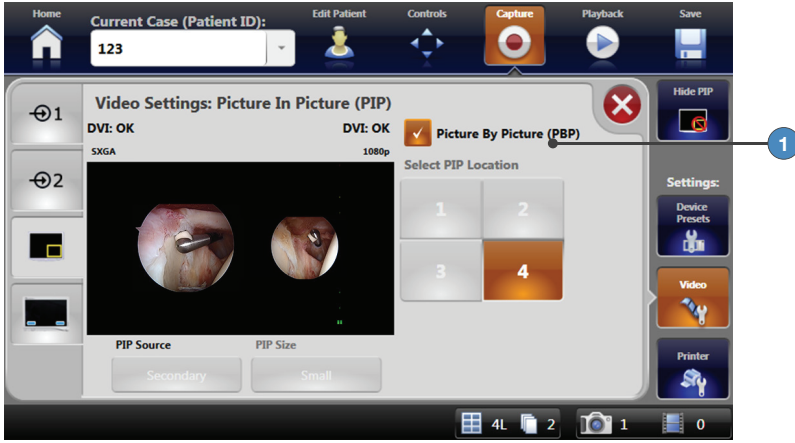 Home
Current Case (Patient ID):
123
Edit Patient
Controls
Capture
Playback
Save
1
2
Video Settings: Picture In Picture (PIP)
DVI: OK
DVI: OK
SXGA
1080p
Picture By Picture (PBP)
Select PIP Location
1
2
3
4
PIP Source
PIP Size
Secondary
Small
Hide PIP
Settings:
Device
Presets
Video
Printer
1
4L
2
1
0